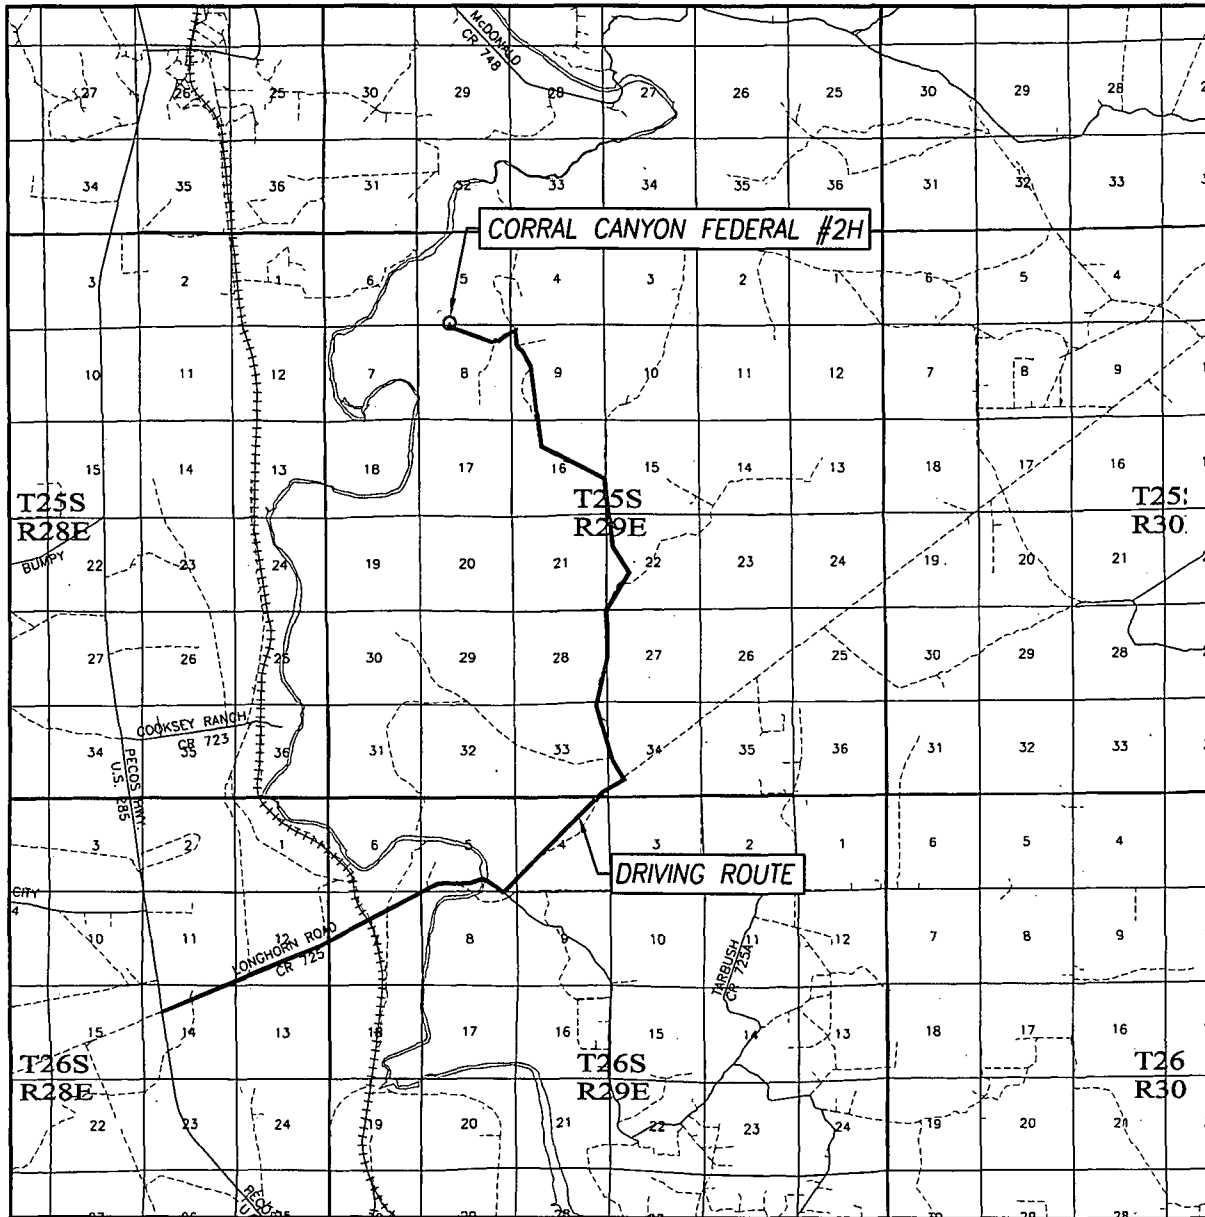 McDONALD
CR 748
27 26 25 30 29 28 27 26 25 30 29 28
34 35 36 31 32 33 34 35 36 31 32 33
CORRAL CANYON FEDERAL #2H
3 2 1 6 5 4 3 2 1 6 5 4
10 11 12 7 8 9 10 11 12 7 8 9
15 14 13 18 17 16 15 14 13 18 17 16
T25S
R28E
T25S
R29E
T25S
R30
BUMPY
22 23 24 19 20 21 22 23 24 19 20 21
27 26 25 30 29 28 27 26 25 30 29 28
COOKSEY RANCH
CR 723
34 35 36 31 32 33 34 35 36 31 32 33
PECOS HWY
U.S. 285
3 2 1 6 5 4 3 2 1 6 5 4
DRIVING ROUTE
CITY
4
10 11 12 8 9 10 11 12 7 8 9
LONGHORN ROAD
CR 725
TARBUSH
CR 725A
15 14 13 18 17 16 15 14 13 18 17 16
T26S
R28E
T26S
R29E
T26
R30
22 23 24 19 20 21 22 23 24 19 20 21
PECOS